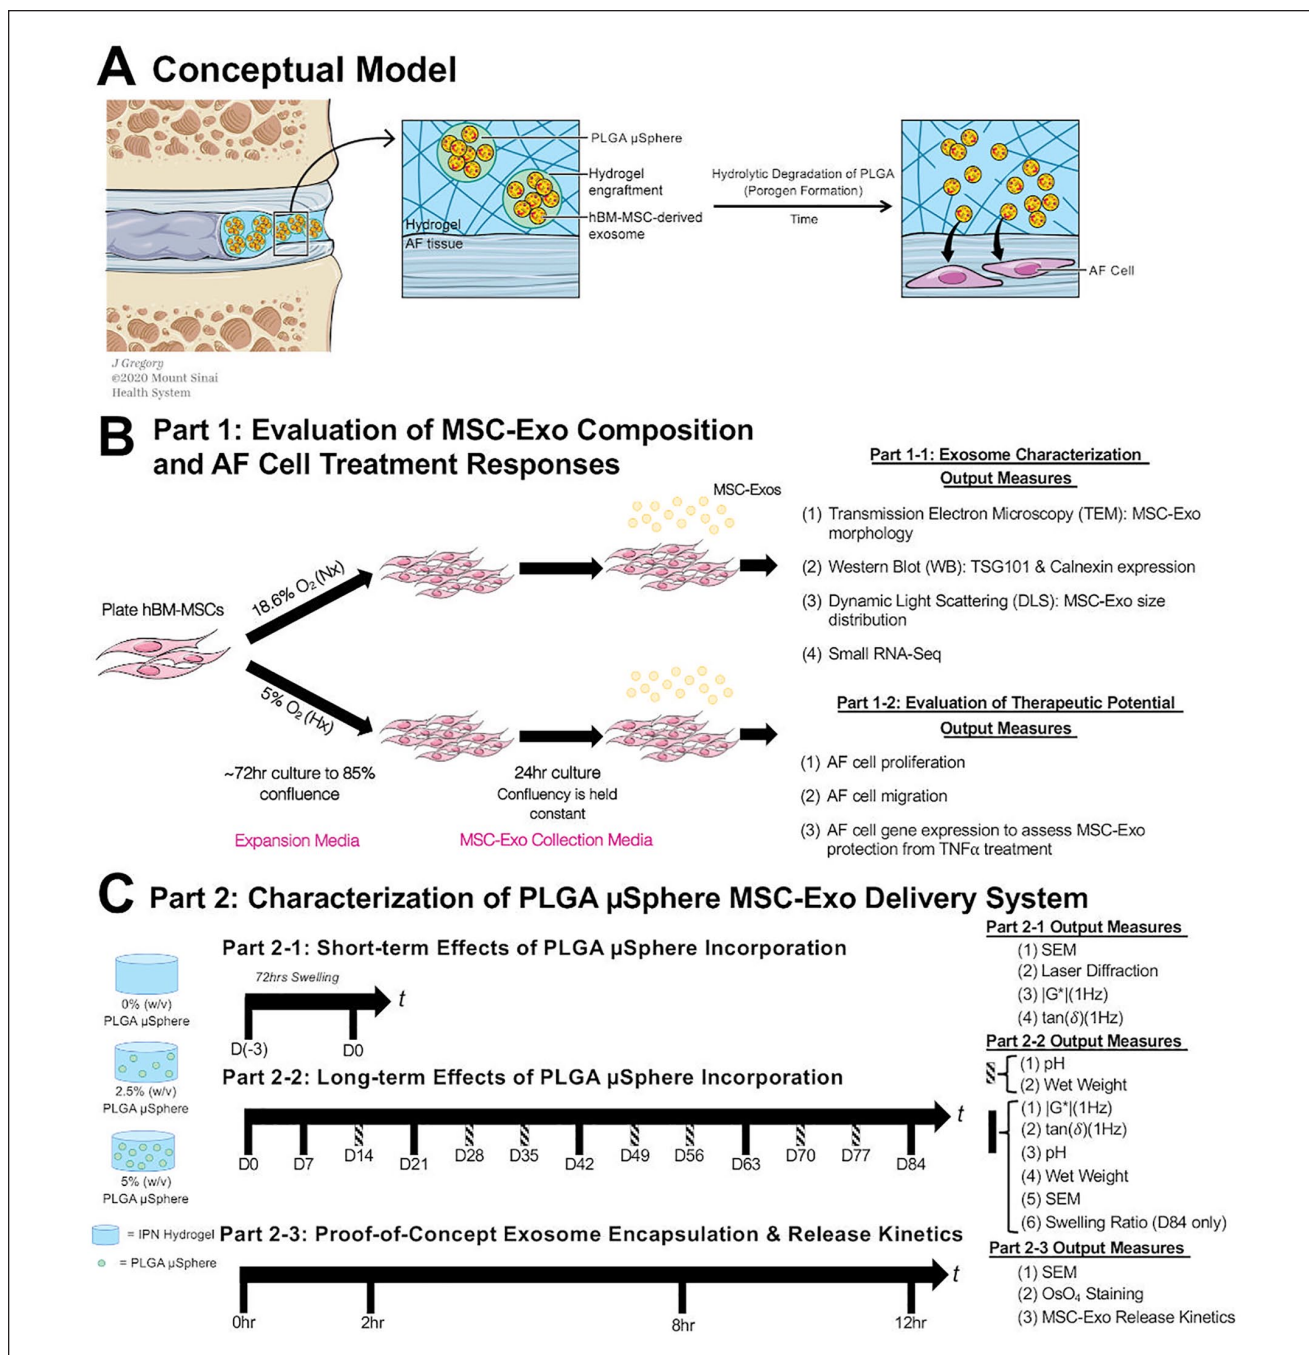 A Conceptual Model
PLGA µSphere
Hydrogel
engraftment
hBM-MSC-derived
exosome
Hydrogel
AF tissue
Hydrolytic Degradation of PLGA
(Porogen Formation)
Time
AF Cell
J Gregory
©2020 Mount Sinai
Health System
B Part 1: Evaluation of MSC-Exo Composition
and AF Cell Treatment Responses
Plate hBM-MSCs
18.6% O₂ (Nx)
5% O₂ (Hx)
MSC-Exos
~72hr culture to 85%
confluence
Expansion Media
24hr culture
Confluency is held
constant
MSC-Exo Collection Media
Part 1-1: Exosome Characterization
Output Measures
(1) Transmission Electron Microscopy (TEM): MSC-Exo
morphology
(2) Western Blot (WB): TSG101 & Calnexin expression
(3) Dynamic Light Scattering (DLS): MSC-Exo size
distribution
(4) Small RNA-Seq
Part 1-2: Evaluation of Therapeutic Potential
Output Measures
(1) AF cell proliferation
(2) AF cell migration
(3) AF cell gene expression to assess MSC-Exo
protection from TNFα treatment
C Part 2: Characterization of PLGA µSphere MSC-Exo Delivery System
0% (w/v)
PLGA µSphere
2.5% (w/v)
PLGA µSphere
5% (w/v)
PLGA µSphere
= IPN Hydrogel
= PLGA µSphere
Part 2-1: Short-term Effects of PLGA µSphere Incorporation
72hrs Swelling
t
D(-3) D0
Part 2-2: Long-term Effects of PLGA µSphere Incorporation
t
D0 D7 D14 D21 D28 D35 D42 D49 D56 D63 D70 D77 D84
Part 2-3: Proof-of-Concept Exosome Encapsulation & Release Kinetics
t
0hr 2hr 8hr 12hr
Part 2-1 Output Measures
(1) SEM
(2) Laser Diffraction
(3) |G*|(1Hz)
(4) tan(δ)(1Hz)
Part 2-2 Output Measures
(1) pH
(2) Wet Weight
(1) |G*|(1Hz)
(2) tan(δ)(1Hz)
(3) pH
(4) Wet Weight
(5) SEM
(6) Swelling Ratio (D84 only)
Part 2-3 Output Measures
(1) SEM
(2) OsO₄ Staining
(3) MSC-Exo Release Kinetics